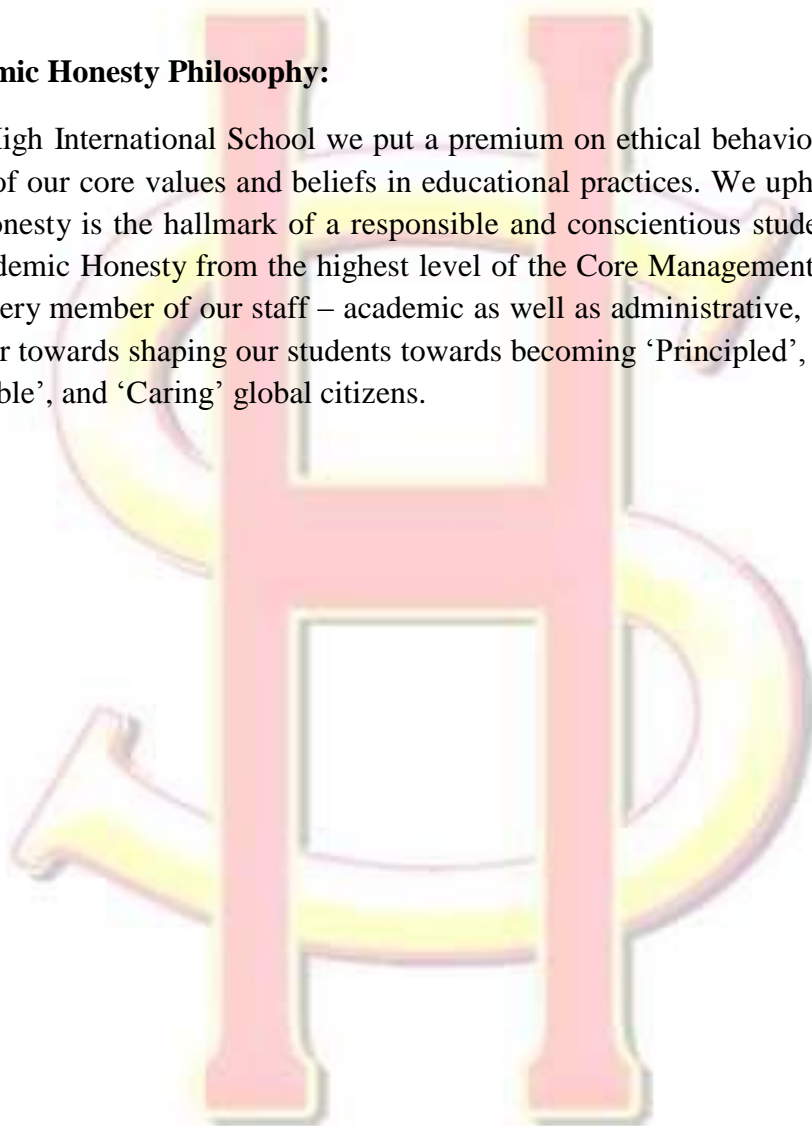 mic Honesty Philosophy:
High International School we put a premium on ethical behavio
of our core values and beliefs in educational practices. We uph
onesty is the hallmark of a responsible and conscientious stude
demic Honesty from the highest level of the Core Management
ery member of our staff – academic as well as administrative,
r towards shaping our students towards becoming ‘Principled’,
ble’, and ‘Caring’ global citizens.